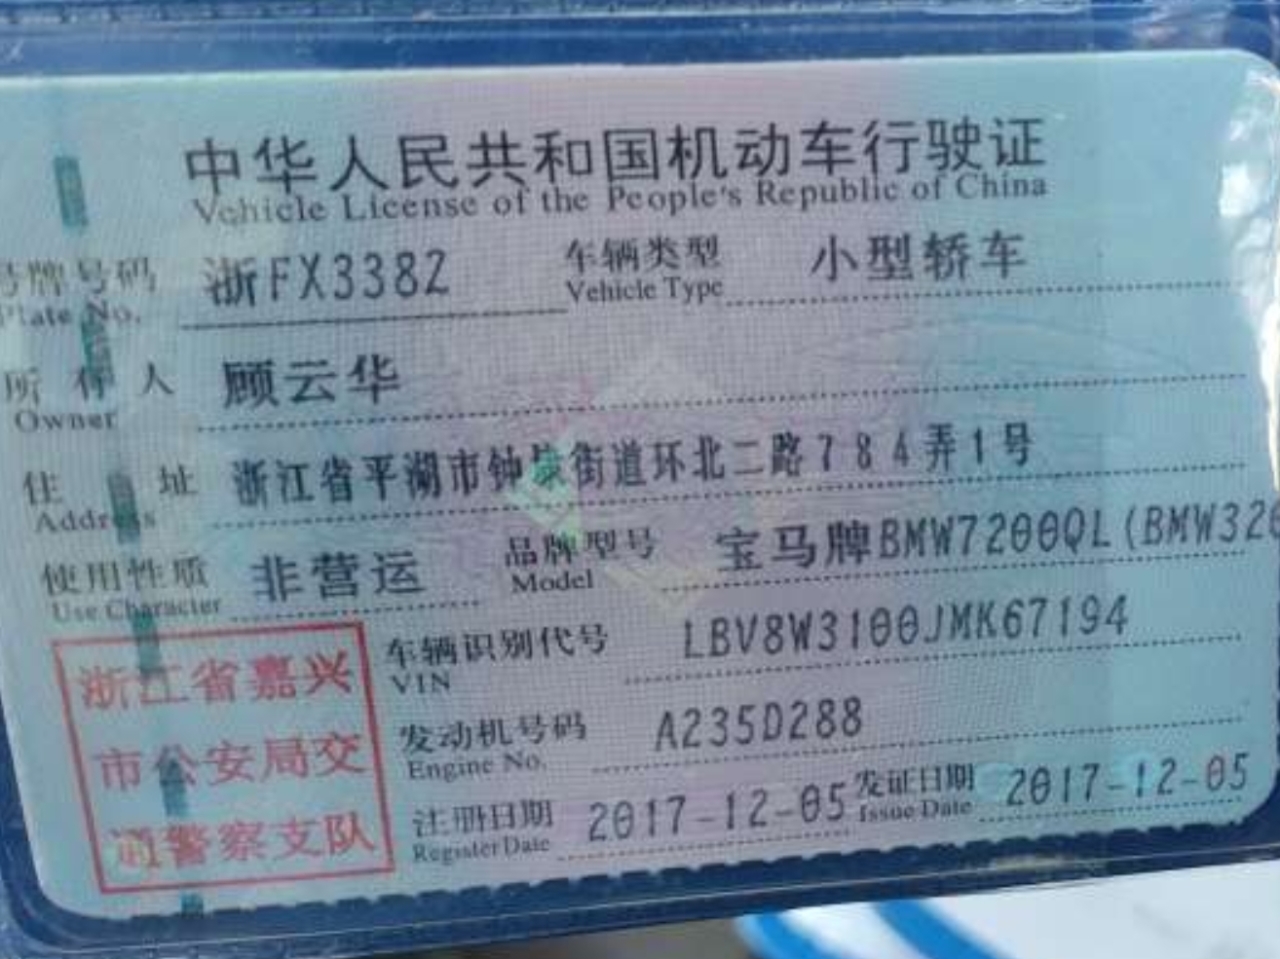 中华人民共和国机动车行驶证
Vehicle License of the People's Republic of China
号牌号码 浙FX3382 车辆类型 小型轿车
Plate No. Vehicle Type
所有人 顾云华
Owner
住址 浙江省平湖市钟埭街道环北二路784弄1号
Address
使用性质 非营运 品牌型号 宝马牌BMW7200QL(BMW320
Use Character Model
浙江省嘉兴
市公安局交
通警察支队
车辆识别代号 LBV8W3100JMK67194
VIN
发动机号码 A235D288
Engine No.
注册日期 2017-12-05 发证日期 2017-12-05
Register Date Issue Date